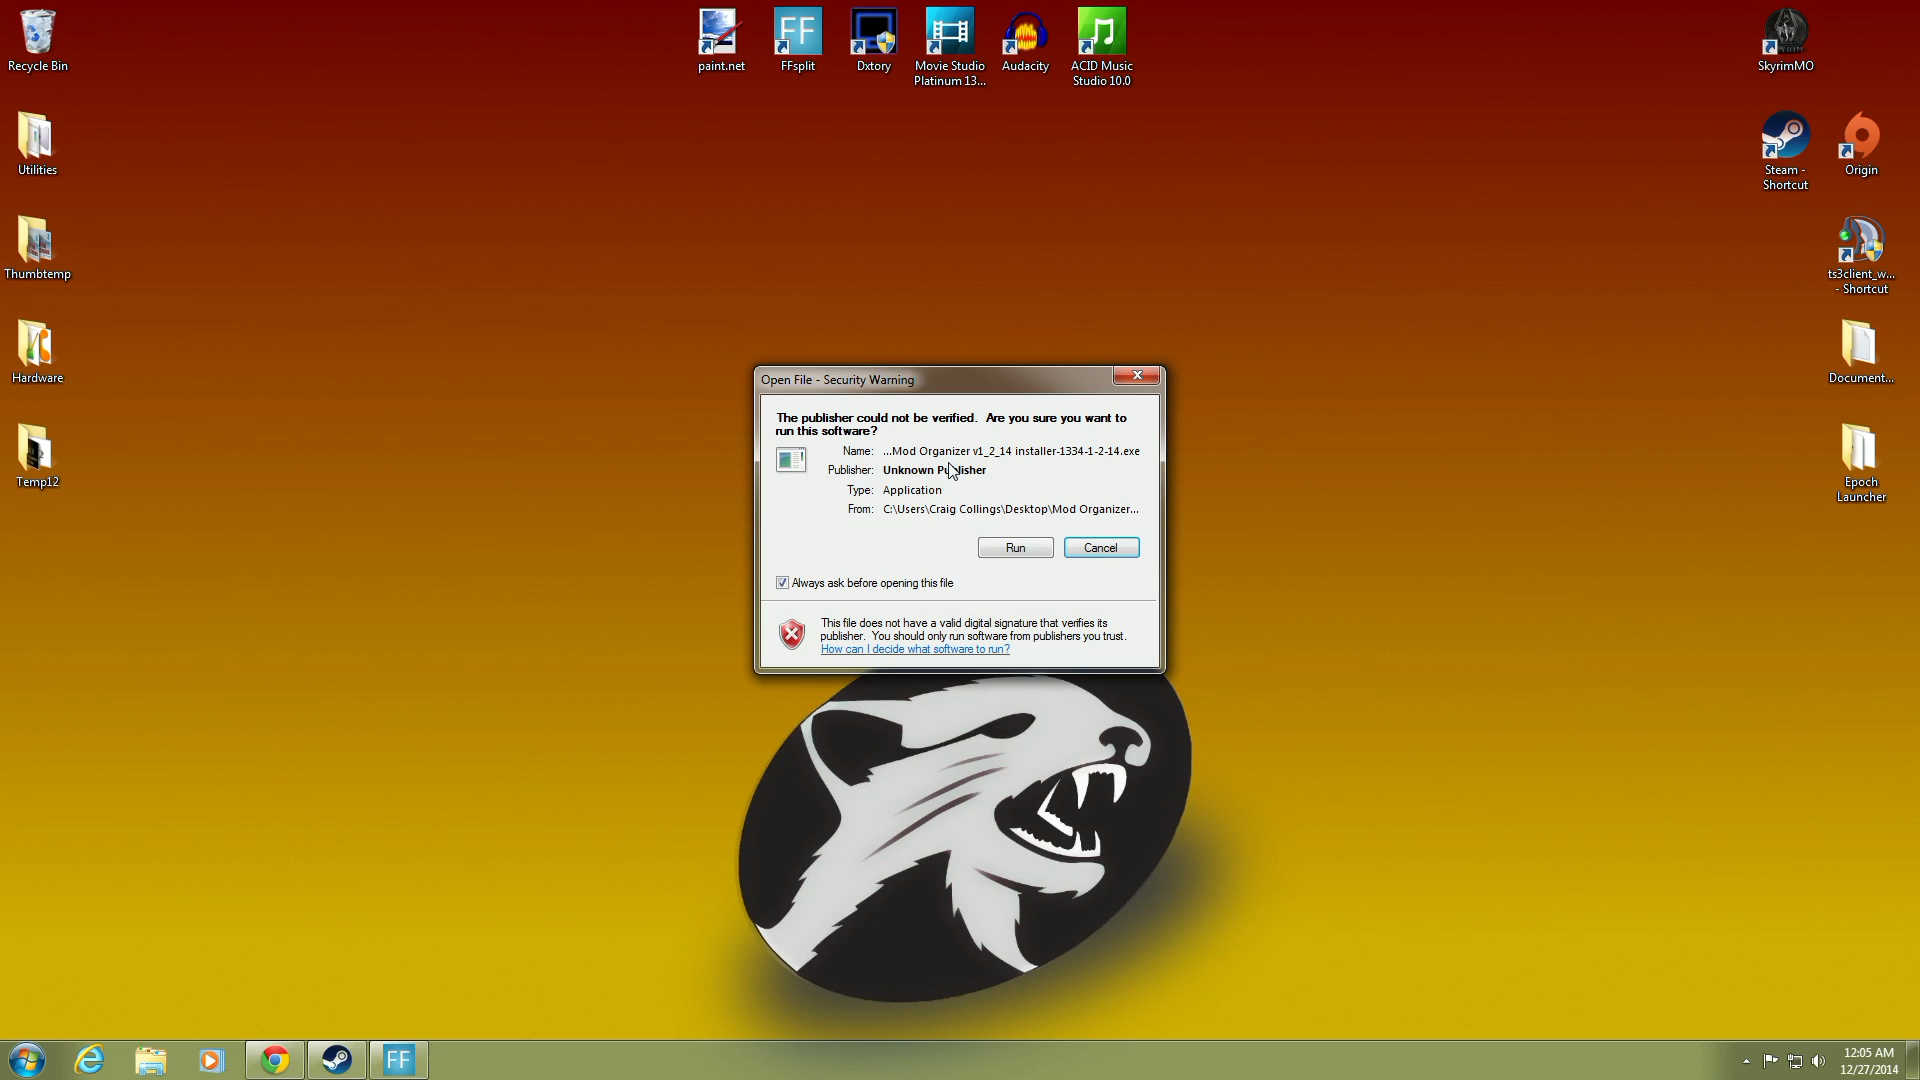 Recycle Bin
Utilities
Thumbtemp
Hardware
Temp12
paint.net
FFsplit
Dxtory
Movie Studio
Platinum 13...
Audacity
ACID Music
Studio 10.0
SkyrimMO
Steam -
Shortcut
Origin
ts3client_w...
- Shortcut
Document...
Epoch
Launcher
Open File - Security Warning
The publisher could not be verified. Are you sure you want to
run this software?
Name: ...Mod Organizer v1_2_14 installer-1334-1-2-14.exe
Publisher: Unknown Publisher
Type: Application
From: C:\Users\Craig Collings\Desktop\Mod Organizer...
Run
Cancel
Always ask before opening this file
This file does not have a valid digital signature that verifies its
publisher. You should only run software from publishers you trust.
How can I decide what software to run?
FF
FF
12:05 AM
12/27/2014